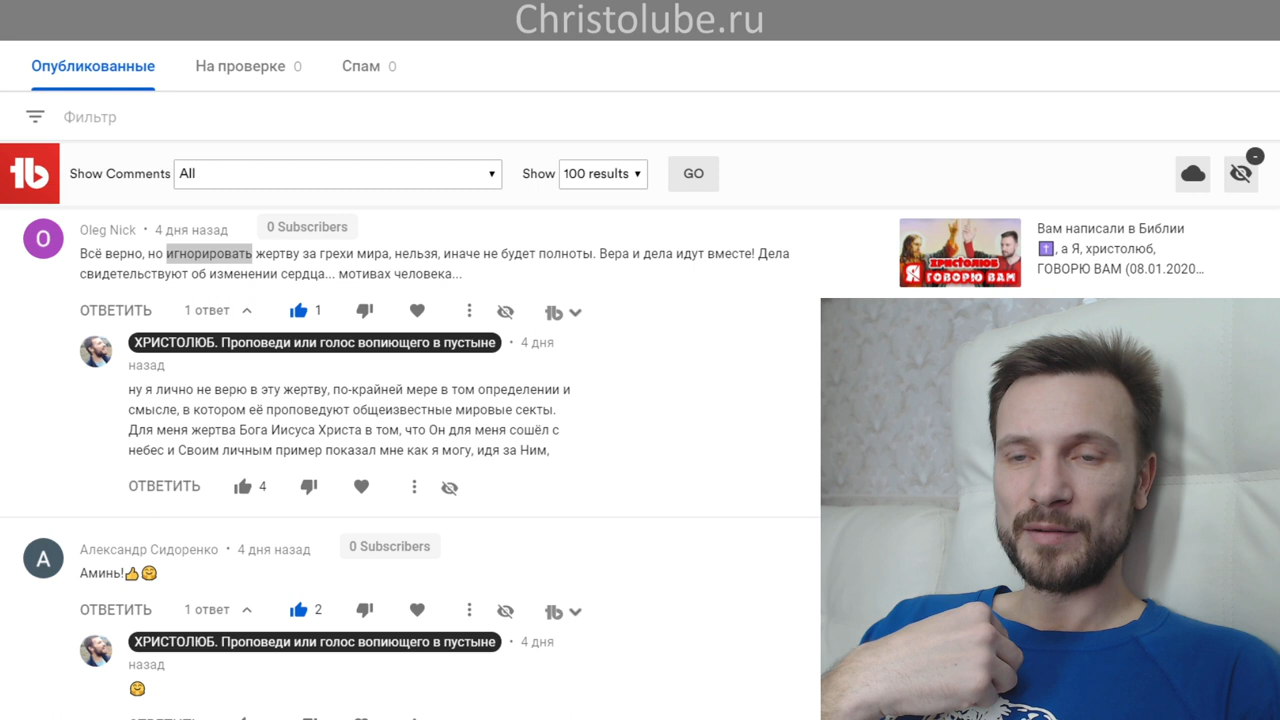 Christolube.ru
Опубликованные На проверке 0 Спам 0
Фильтр
Show Comments All Show 100 results GO
-
O
Oleg Nick • 4 дня назад 0 Subscribers
Всё верно, но игнорировать жертву за грехи мира, нельзя, иначе не будет полноты. Вера и дела идут вместе! Дела
свидетельствуют об изменении сердца... мотивах человека...
ОТВЕТИТЬ 1 ответ 1
ХРИСТОЛЮБ
Я ГОВОРЮ ВАМ
Вам написали в Библии
, а Я, христолюб,
ГОВОРЮ ВАМ (08.01.2020...
ХРИСТОЛЮБ. Проповеди или голос вопиющего в пустыне • 4 дня
назад
ну я лично не верю в эту жертву, по-крайней мере в том определении и
смысле, в котором её проповедуют общеизвестные мировые секты.
Для меня жертва Бога Иисуса Христа в том, что Он для меня сошёл с
небес и Своим личным пример показал мне как я могу, идя за Ним,
ОТВЕТИТЬ 4
А
Александр Сидоренко • 4 дня назад 0 Subscribers
Аминь!👍🤗
ОТВЕТИТЬ 1 ответ 2
ХРИСТОЛЮБ. Проповеди или голос вопиющего в пустыне • 4 дня
назад
🤗